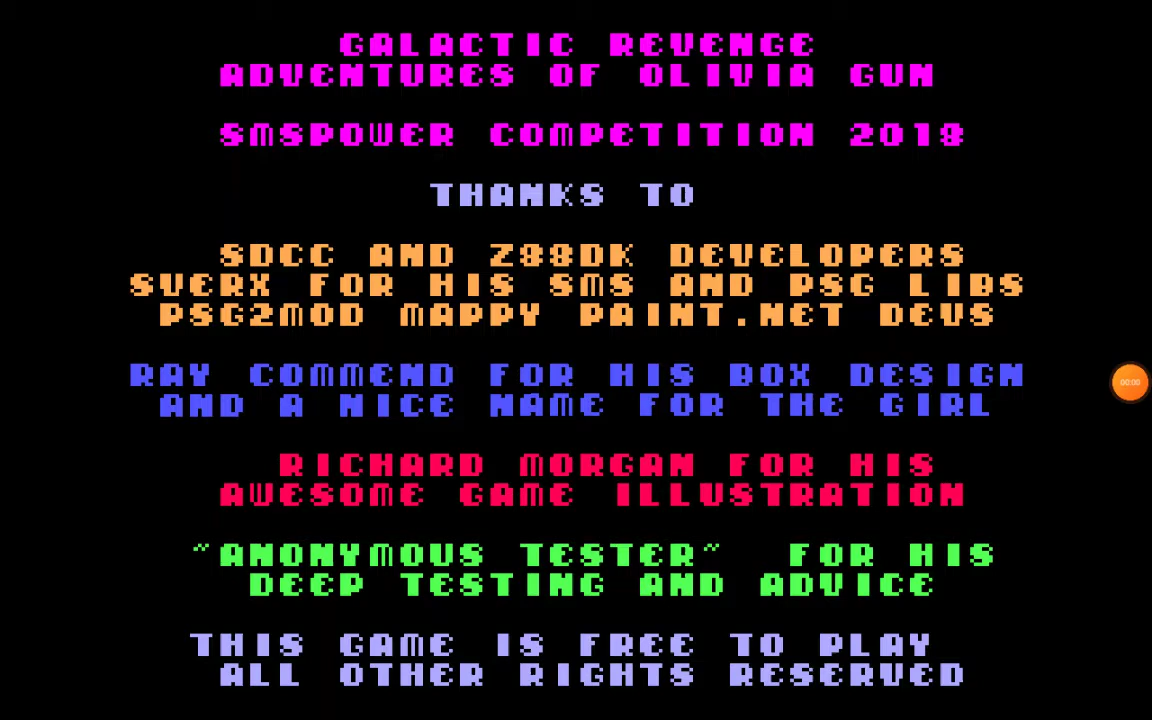 GALACTIC REVENGE
ADVENTURES OF OLIVIA GUN
SMSPOWER COMPETITION 2018
THANKS TO
SDCC AND Z88DK DEVELOPERS
SVERX FOR HIS SMS AND PSG LIBS
PSG2MOD MAPPY PAINT.NET DEVS
RAY COMMEND FOR HIS BOX DESIGN
AND A NICE NAME FOR THE GIRL
RICHARD MORGAN FOR HIS
AWESOME GAME ILLUSTRATION
"ANONYMOUS TESTER" FOR HIS
DEEP TESTING AND ADVICE
THIS GAME IS FREE TO PLAY
ALL OTHER RIGHTS RESERVED
00:00